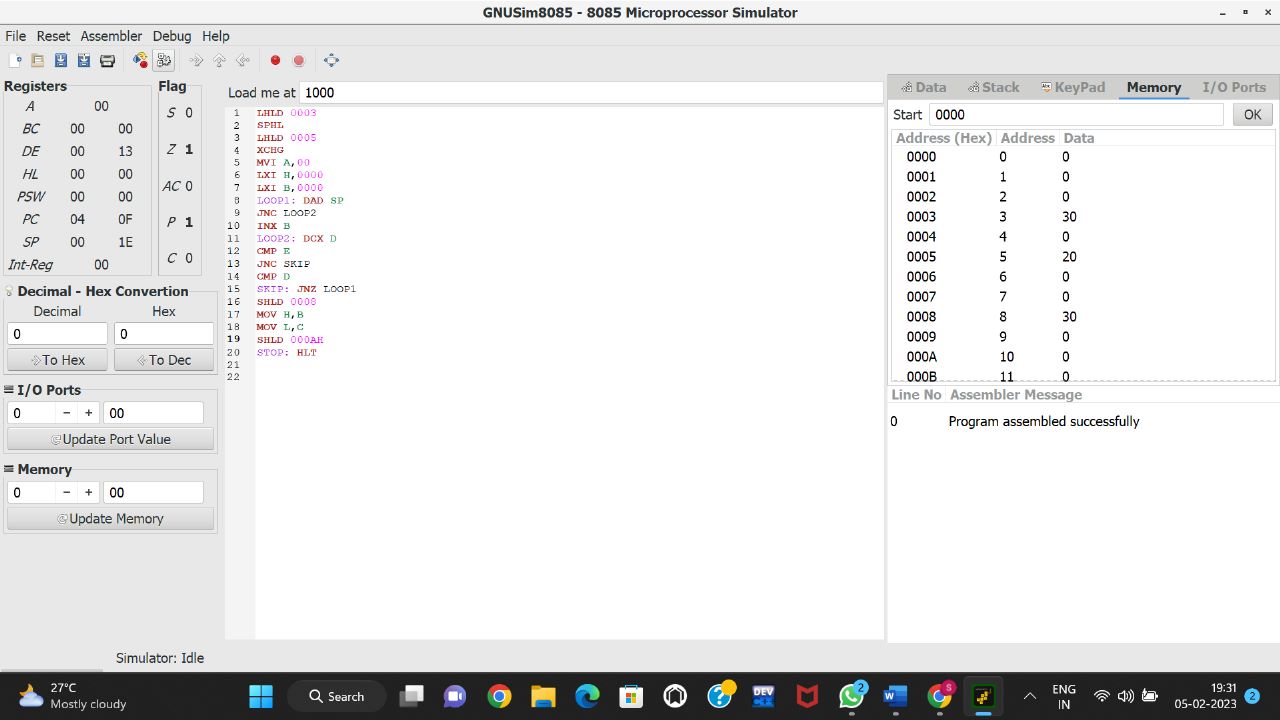 GNUSim8085 - 8085 Microprocessor Simulator
File Reset Assembler Debug Help
Registers
A 00
BC 00 00
DE 00 13
HL 00 00
PSW 00 00
PC 04 0F
SP 00 1E
Int-Reg 00
Flag
S 0
Z 1
AC 0
P 1
C 0
Decimal - Hex Convertion
Decimal Hex
0 0
To Hex To Dec
I/O Ports
0 − + 00
Update Port Value
Memory
0 − + 00
Update Memory
Load me at 1000
1 LHLD 0003
2 SPHL
3 LHLD 0005
4 XCHG
5 MVI A,00
6 LXI H,0000
7 LXI B,0000
8 LOOP1: DAD SP
9 JNC LOOP2
10 INX B
11 LOOP2: DCX D
12 CMP E
13 JNC SKIP
14 CMP D
15 SKIP: JNZ LOOP1
16 SHLD 0008
17 MOV H,B
18 MOV L,C
19 SHLD 000AH
20 STOP: HLT
21
22
Data Stack KeyPad Memory I/O Ports
Start 0000 OK
Address (Hex) Address Data
0000 0 0
0001 1 0
0002 2 0
0003 3 30
0004 4 0
0005 5 20
0006 6 0
0007 7 0
0008 8 30
0009 9 0
000A 10 0
000B 11 0
Line No Assembler Message
0 Program assembled successfully
Simulator: Idle
27°C
Mostly cloudy
Search
DEV
C++
2
S
ENG
IN
19:31
05-02-2023
2